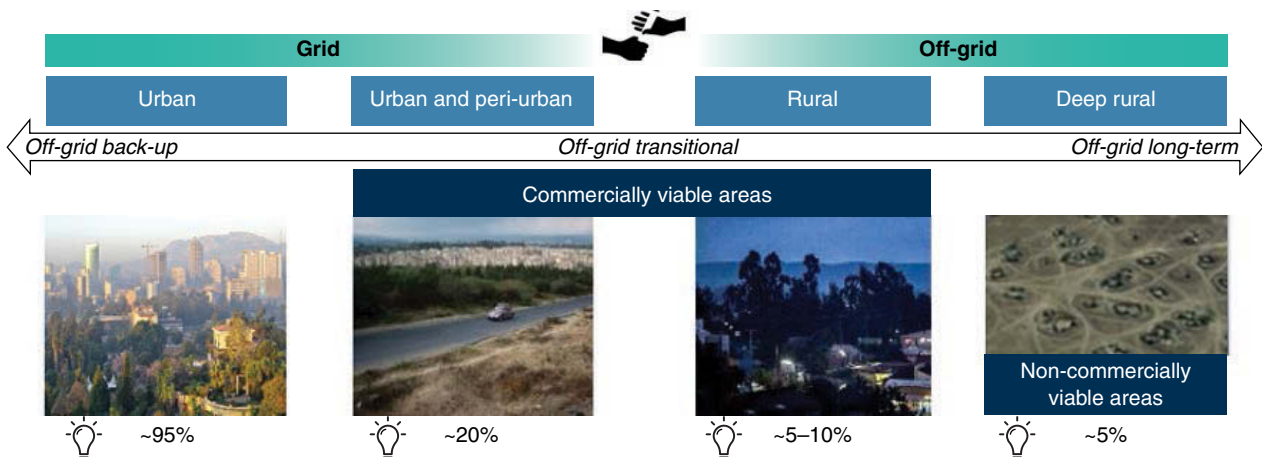 Grid
Off-grid
Urban
Urban and peri-urban
Rural
Deep rural
Off-grid back-up
Off-grid transitional
Off-grid long-term
Commercially viable areas
Non-commercially
viable areas
~95%
~20%
~5–10%
~5%